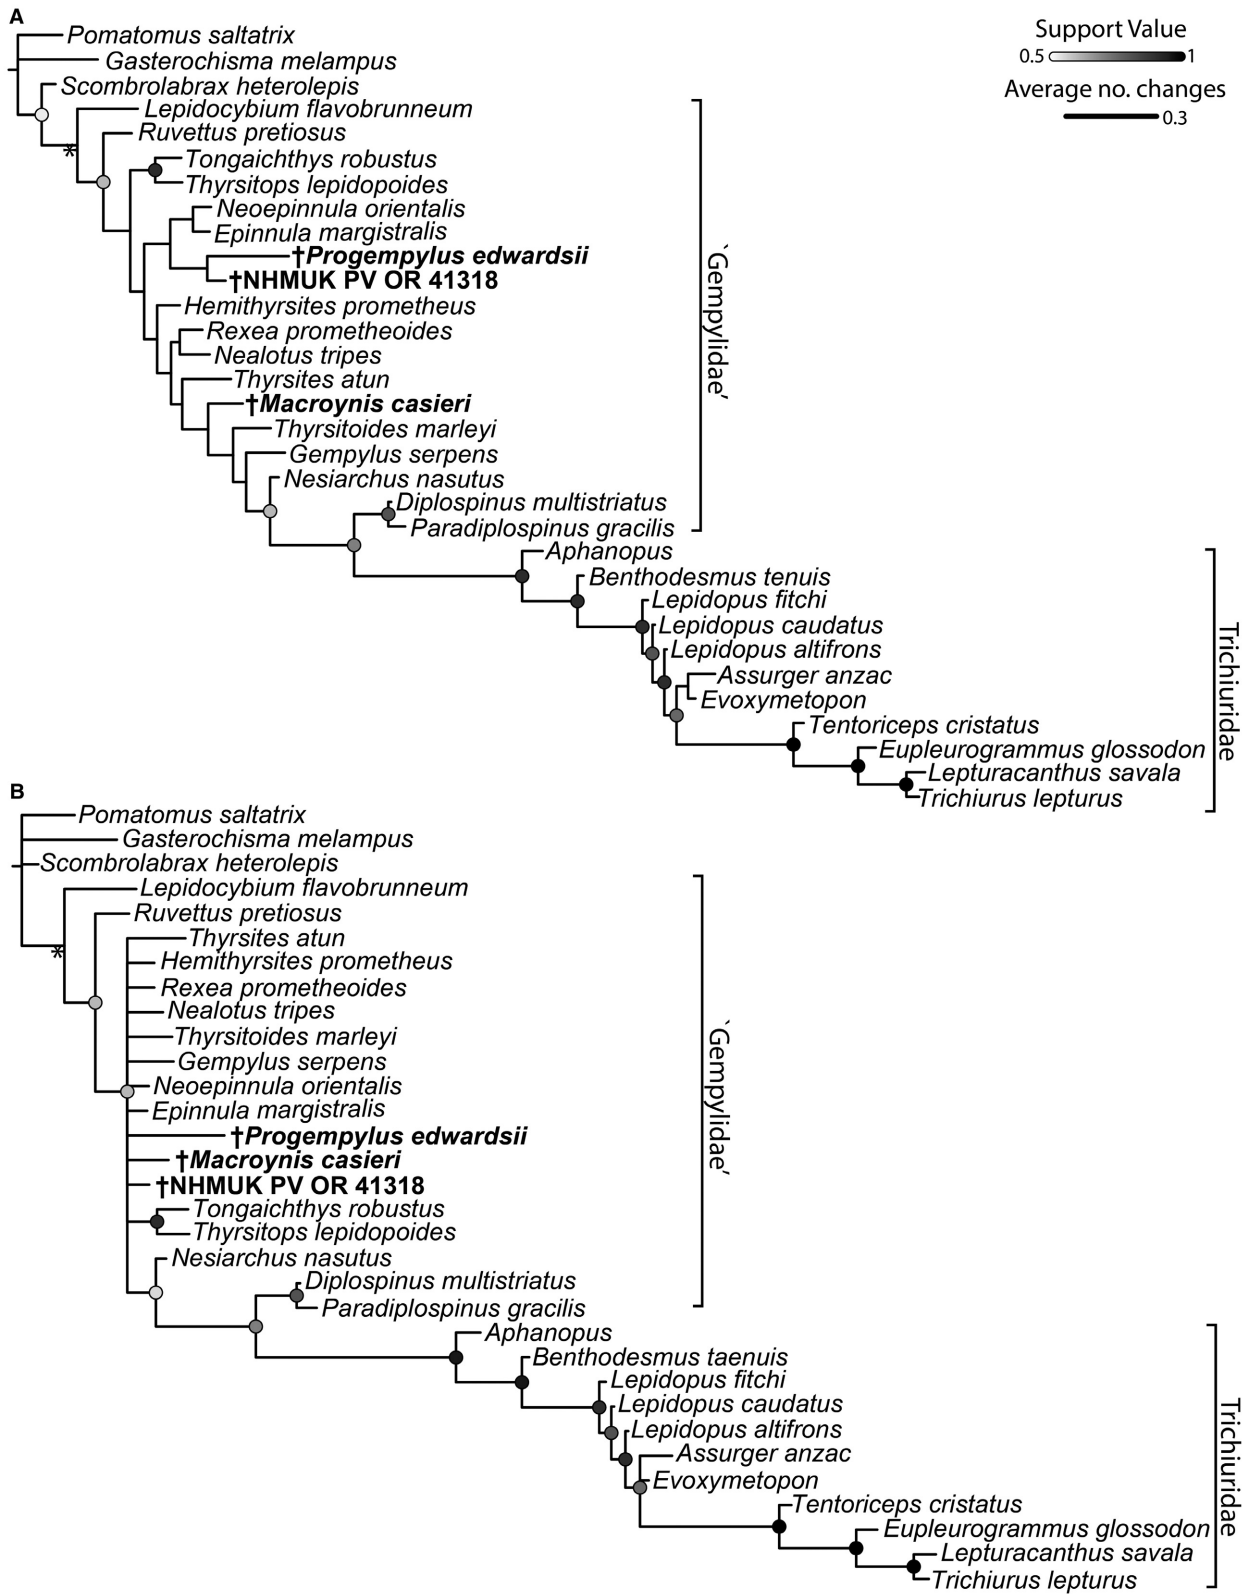 A
Pomatomus saltatrix
Support Value
0.5 1
Gasterochisma melampus
Scombrolabrax heterolepis
Average no. changes
0.3
Lepidocybium flavobrunneum
*
Ruvettus pretiosus
Tongaichthys robustus
Thyrsitops lepidopoides
Neoepinnula orientalis
Epinnula margistralis
†Progempylus edwardsii
†NHMUK PV OR 41318
Hemithyrsites prometheus
Rexea prometheoides
Nealotus tripes
Thyrsites atun
†Macroynis casieri
Thyrsitoides marleyi
Gempylus serpens
Nesiarchus nasutus
Diplospinus multistriatus
Paradiplospinus gracilis
`Gempylidae’
Aphanopus
Benthodesmus tenuis
Lepidopus fitchi
Lepidopus caudatus
Lepidopus altifrons
Assurger anzac
Evoxymetopon
Tentoriceps cristatus
Eupleurogrammus glossodon
Lepturacanthus savala
Trichiurus lepturus
Trichiuridae
B
Pomatomus saltatrix
Gasterochisma melampus
Scombrolabrax heterolepis
Lepidocybium flavobrunneum
Ruvettus pretiosus
*
Thyrsites atun
Hemithyrsites prometheus
Rexea prometheoides
Nealotus tripes
Thyrsitoides marleyi
Gempylus serpens
Neoepinnula orientalis
Epinnula margistralis
†Progempylus edwardsii
†Macroynis casieri
†NHMUK PV OR 41318
Tongaichthys robustus
Thyrsitops lepidopoides
Nesiarchus nasutus
Diplospinus multistriatus
Paradiplospinus gracilis
`Gempylidae’
Aphanopus
Benthodesmus taenuis
Lepidopus fitchi
Lepidopus caudatus
Lepidopus altifrons
Assurger anzac
Evoxymetopon
Tentoriceps cristatus
Eupleurogrammus glossodon
Lepturacanthus savala
Trichiurus lepturus
Trichiuridae